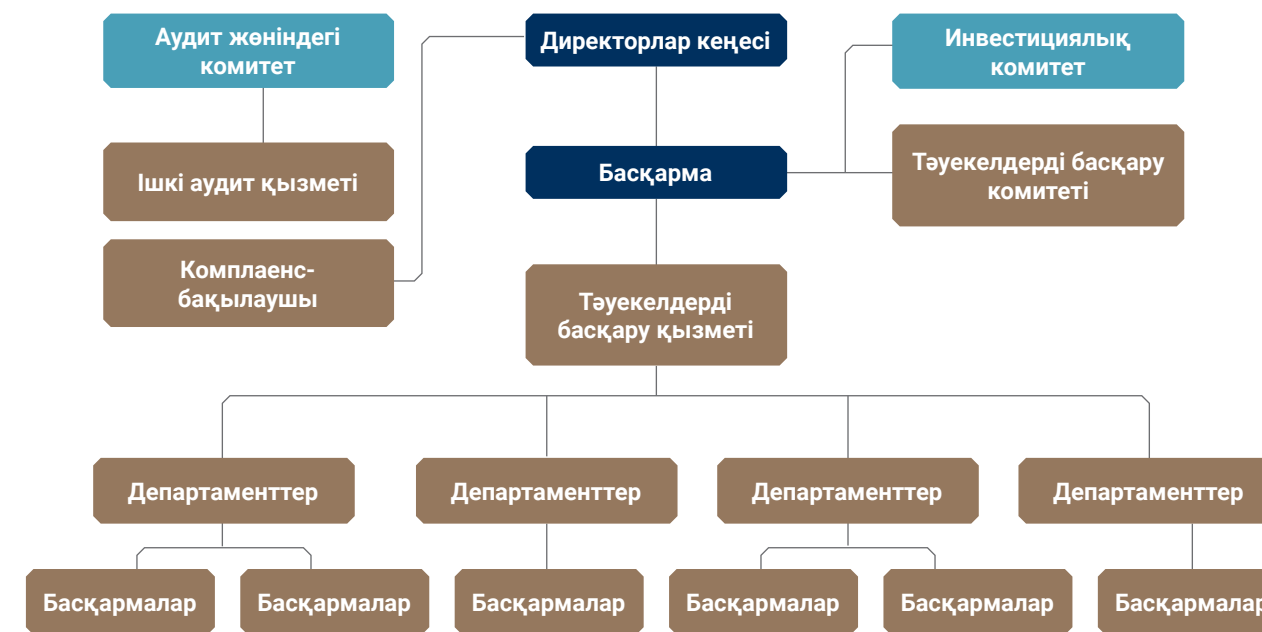 Аудит жөніндегі
комитет
Директорлар кеңесі
Инвестициялық
комитет
Ішкі аудит қызметі
Басқарма
Тәуекелдерді басқару
комитеті
Комплаенс-
бақылаушы
Тәуекелдерді
басқару қызметі
Департаменттер
Департаменттер
Департаменттер
Департаменттер
Басқармалар
Басқармалар
Басқармалар
Басқармалар
Басқармалар
Басқармалар